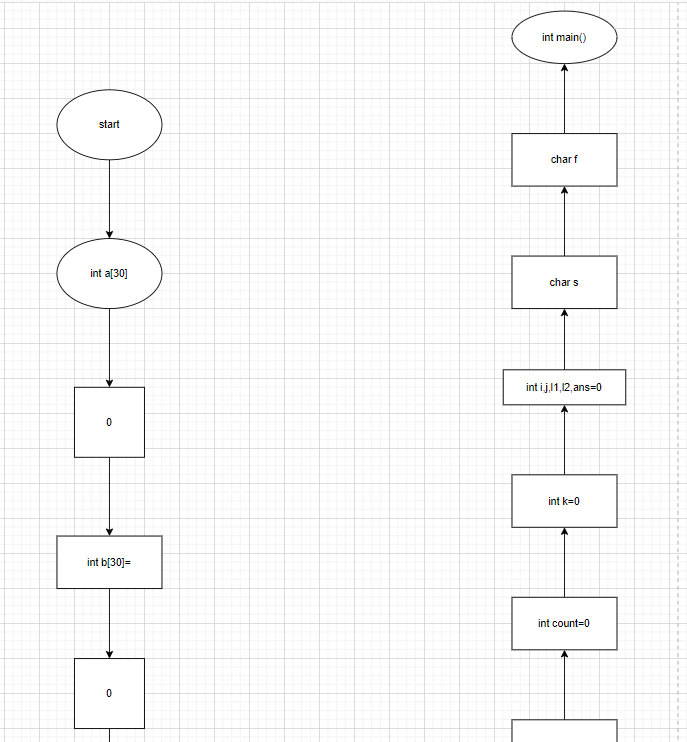 start
int a[30]
0
int b[30]=
0
int main()
char f
char s
int i,j,l1,l2,ans=0
int k=0
int count=0